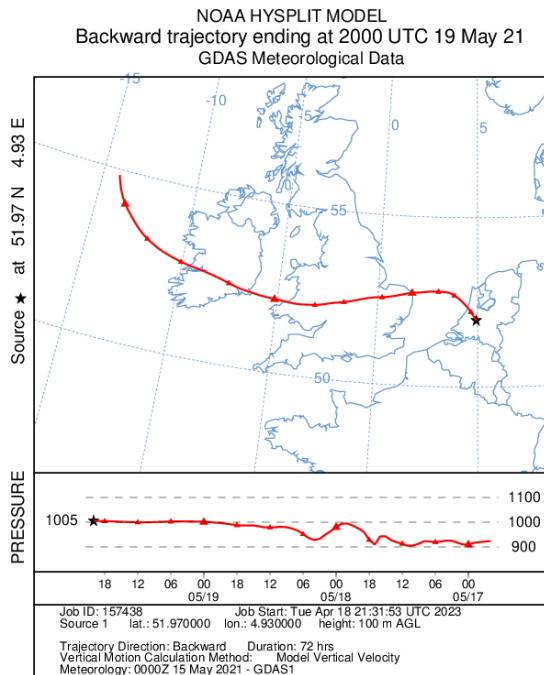 NOAA HYSPLIT MODEL
Backward trajectory ending at 2000 UTC 19 May 21
GDAS Meteorological Data
Source ★ at 51.97 N 4.93 E
-15
-10
-5
0
5
55
50
PRESSURE
1005
1100
1000
900
18 12 06 00 18 12 06 00 18 12 06 00
05/19 05/18 05/17
Job ID: 157438 Job Start: Tue Apr 18 21:31:53 UTC 2023
Source 1 lat.: 51.970000 lon.: 4.930000 height: 100 m AGL
Trajectory Direction: Backward Duration: 72 hrs
Vertical Motion Calculation Method: Model Vertical Velocity
Meteorology: 0000Z 15 May 2021 - GDAS1